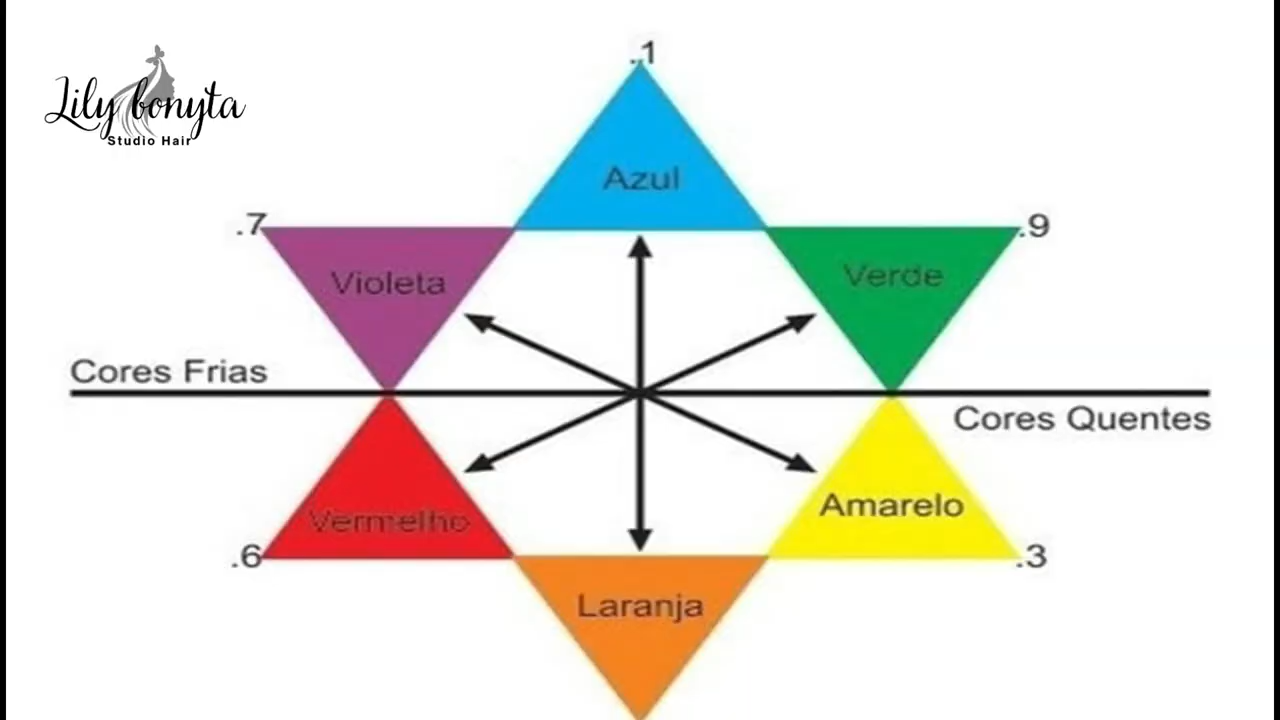 .1
Lily bonyta
Studio Hair
Azul
.7
.9
Violeta
Verde
Cores Frias
Cores Quentes
Vermelho
Amarelo
.6
.3
Laranja